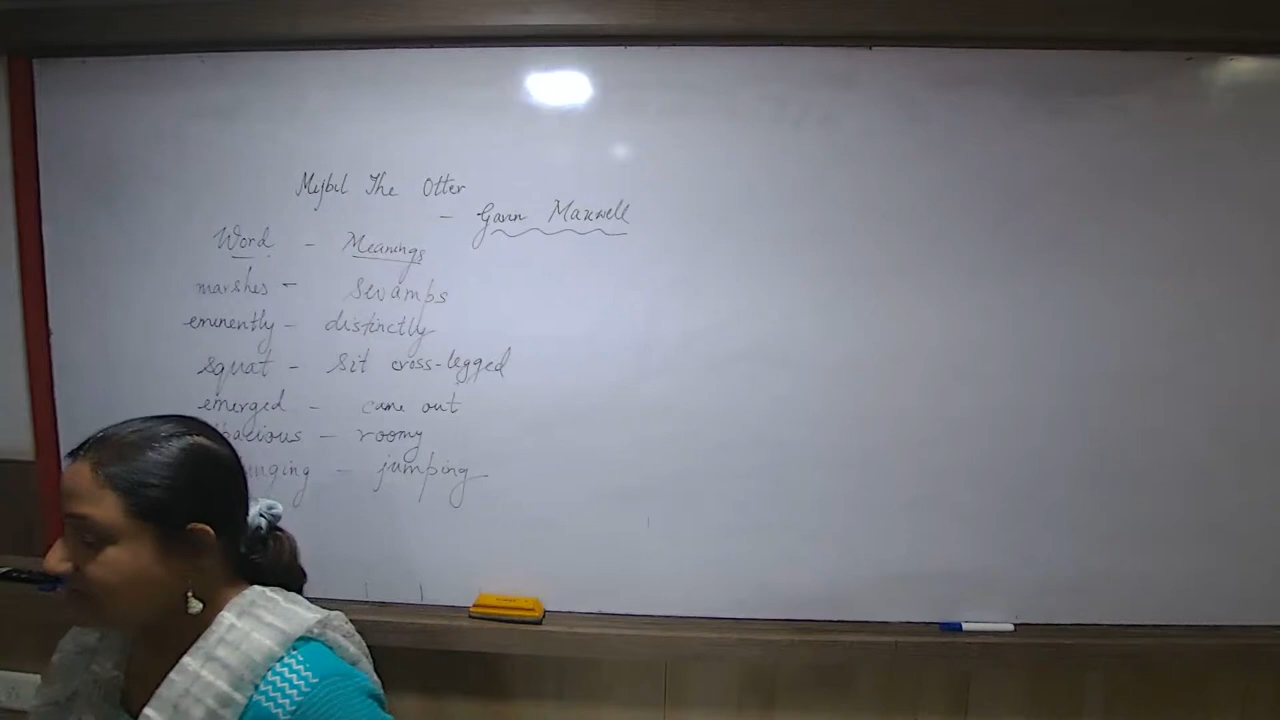 Mijbil The Otter
- Gavin Maxwell
Word - Meanings
marshes - swamps
eminently - distinctly
squat - sit cross-legged
emerged - came out
- roomy
- jumping